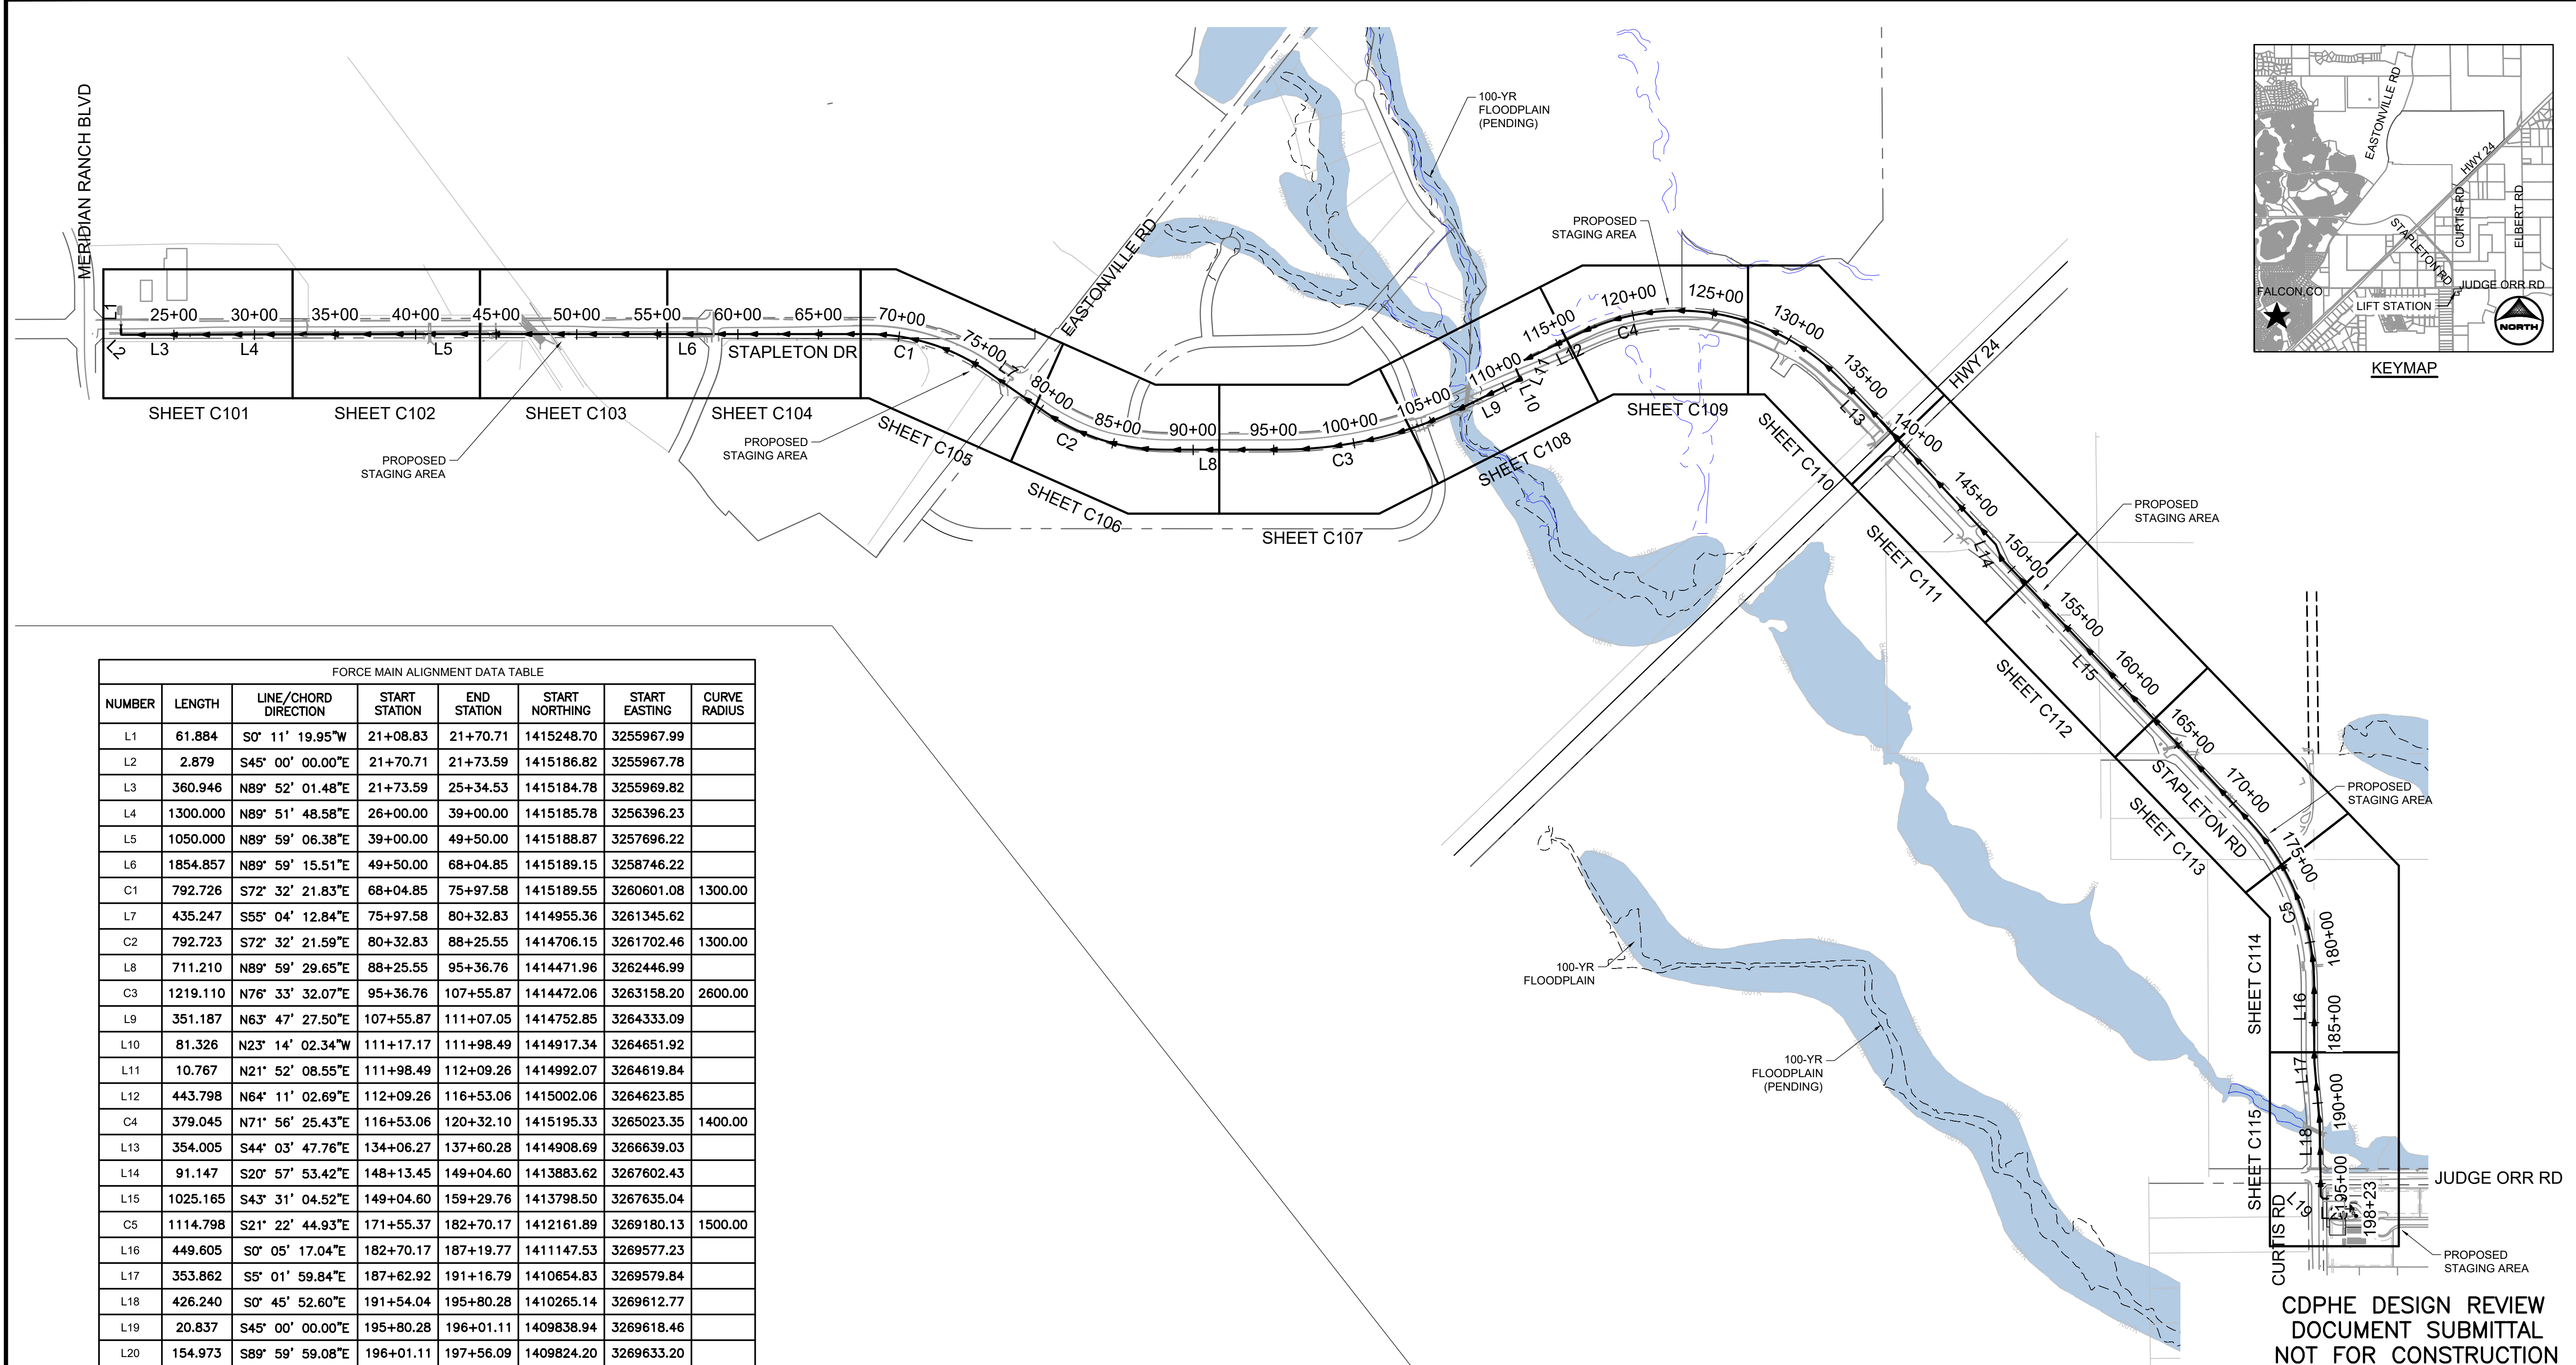 MERIDIAN RANCH BLVD
EASTONVILLE RD
HWY 24
100-YR
FLOODPLAIN
(PENDING)
PROPOSED
STAGING AREA
EASTONVILLE RD
HWY 24
CURTIS RD
ELBERT RD
STAPLETON RD
JUDGE ORR RD
FALCON,CO
LIFT STATION
NORTH
KEYMAP
L1
L2
25+00
30+00
35+00
40+00
45+00
50+00
55+00
60+00
65+00
70+00
75+00
80+00
85+00
90+00
95+00
100+00
105+00
110+00
115+00
120+00
125+00
130+00
135+00
140+00
145+00
150+00
155+00
160+00
165+00
170+00
175+00
180+00
185+00
190+00
195+00
198+23
L3
L4
L5
L6
STAPLETON DR
C1
L7
C2
L8
C3
L9
L10
L11
L12
C4
L13
L14
L15
STAPLETON RD
C5
L16
L17
L18
L19
SHEET C101
SHEET C102
SHEET C103
SHEET C104
SHEET C105
SHEET C106
SHEET C107
SHEET C108
SHEET C109
SHEET C110
SHEET C111
SHEET C112
SHEET C113
SHEET C114
SHEET C115
PROPOSED
STAGING AREA
PROPOSED
STAGING AREA
PROPOSED
STAGING AREA
PROPOSED
STAGING AREA
PROPOSED
STAGING AREA
100-YR
FLOODPLAIN
100-YR
FLOODPLAIN
(PENDING)
JUDGE ORR RD
CURTIS RD
FORCE MAIN ALIGNMENT DATA TABLE
NUMBER LENGTH LINE/CHORD DIRECTION START STATION END STATION START NORTHING START EASTING CURVE RADIUS
L1 61.884 S0° 11' 19.95"W 21+08.83 21+70.71 1415248.70 3255967.99
L2 2.879 S45° 00' 00.00"E 21+70.71 21+73.59 1415186.82 3255967.78
L3 360.946 N89° 52' 01.48"E 21+73.59 25+34.53 1415184.78 3255969.82
L4 1300.000 N89° 51' 48.58"E 26+00.00 39+00.00 1415185.78 3256396.23
L5 1050.000 N89° 59' 06.38"E 39+00.00 49+50.00 1415188.87 3257696.22
L6 1854.857 N89° 59' 15.51"E 49+50.00 68+04.85 1415189.15 3258746.22
C1 792.726 S72° 32' 21.83"E 68+04.85 75+97.58 1415189.55 3260601.08 1300.00
L7 435.247 S55° 04' 12.84"E 75+97.58 80+32.83 1414955.36 3261345.62
C2 792.723 S72° 32' 21.59"E 80+32.83 88+25.55 1414706.15 3261702.46 1300.00
L8 711.210 N89° 59' 29.65"E 88+25.55 95+36.76 1414471.96 3262446.99
C3 1219.110 N76° 33' 32.07"E 95+36.76 107+55.87 1414472.06 3263158.20 2600.00
L9 351.187 N63° 47' 27.50"E 107+55.87 111+07.05 1414752.85 3264333.09
L10 81.326 N23° 14' 02.34"W 111+17.17 111+98.49 1414917.34 3264651.92
L11 10.767 N21° 52' 08.55"E 111+98.49 112+09.26 1414992.07 3264619.84
L12 443.798 N64° 11' 02.69"E 112+09.26 116+53.06 1415002.06 3264623.85
C4 379.045 N71° 56' 25.43"E 116+53.06 120+32.10 1415195.33 3265023.35 1400.00
L13 354.005 S44° 03' 47.76"E 134+06.27 137+60.28 1414908.69 3266639.03
L14 91.147 S20° 57' 53.42"E 148+13.45 149+04.60 1413883.62 3267602.43
L15 1025.165 S43° 31' 04.52"E 149+04.60 159+29.76 1413798.50 3267635.04
C5 1114.798 S21° 22' 44.93"E 171+55.37 182+70.17 1412161.89 3269180.13 1500.00
L16 449.605 S0° 05' 17.04"E 182+70.17 187+19.77 1411147.53 3269577.23
L17 353.862 S5° 01' 59.84"E 187+62.92 191+16.79 1410654.83 3269579.84
L18 426.240 S0° 45' 52.60"E 191+54.04 195+80.28 1410265.14 3269612.77
L19 20.837 S45° 00' 00.00"E 195+80.28 196+01.11 1409838.94 3269618.46
L20 154.973 S89° 59' 59.08"E 196+01.11 197+56.09 1409824.20 3269633.20
CDPHE DESIGN REVIEW
DOCUMENT SUBMITTAL
NOT FOR CONSTRUCTION